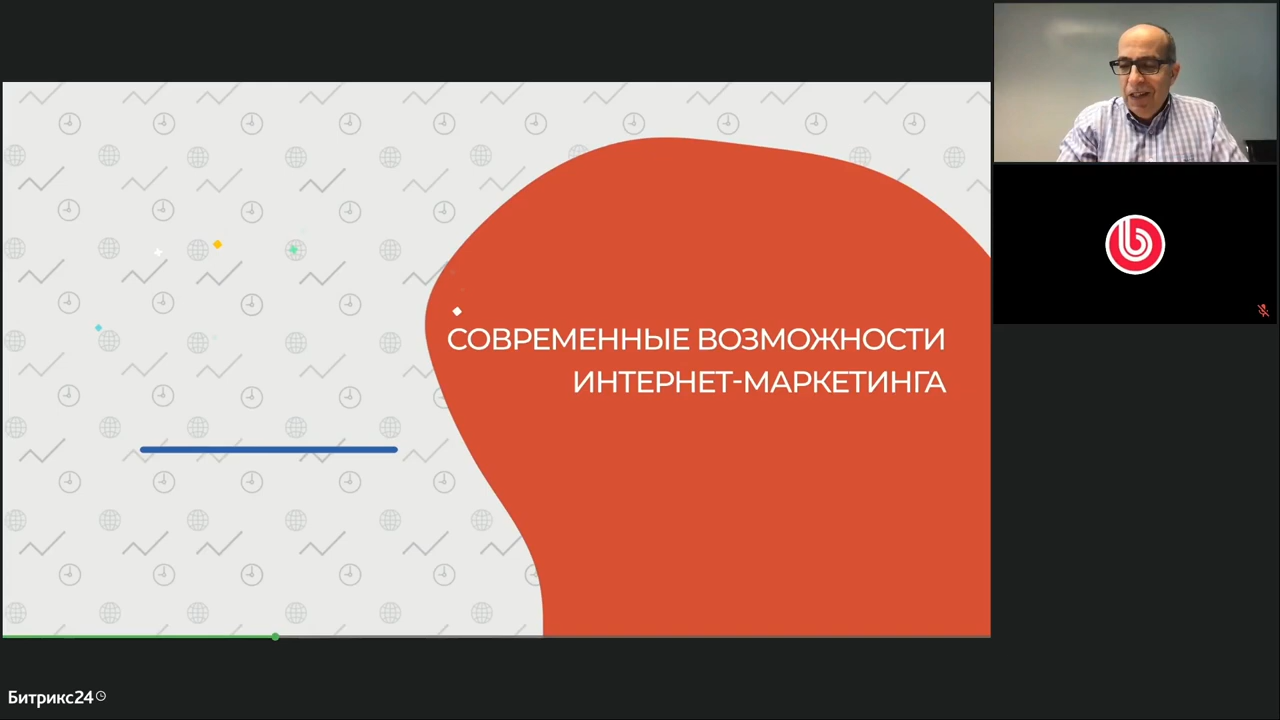 СОВРЕМЕННЫЕ ВОЗМОЖНОСТИ
ИНТЕРНЕТ-МАРКЕТИНГА
Битрикс24